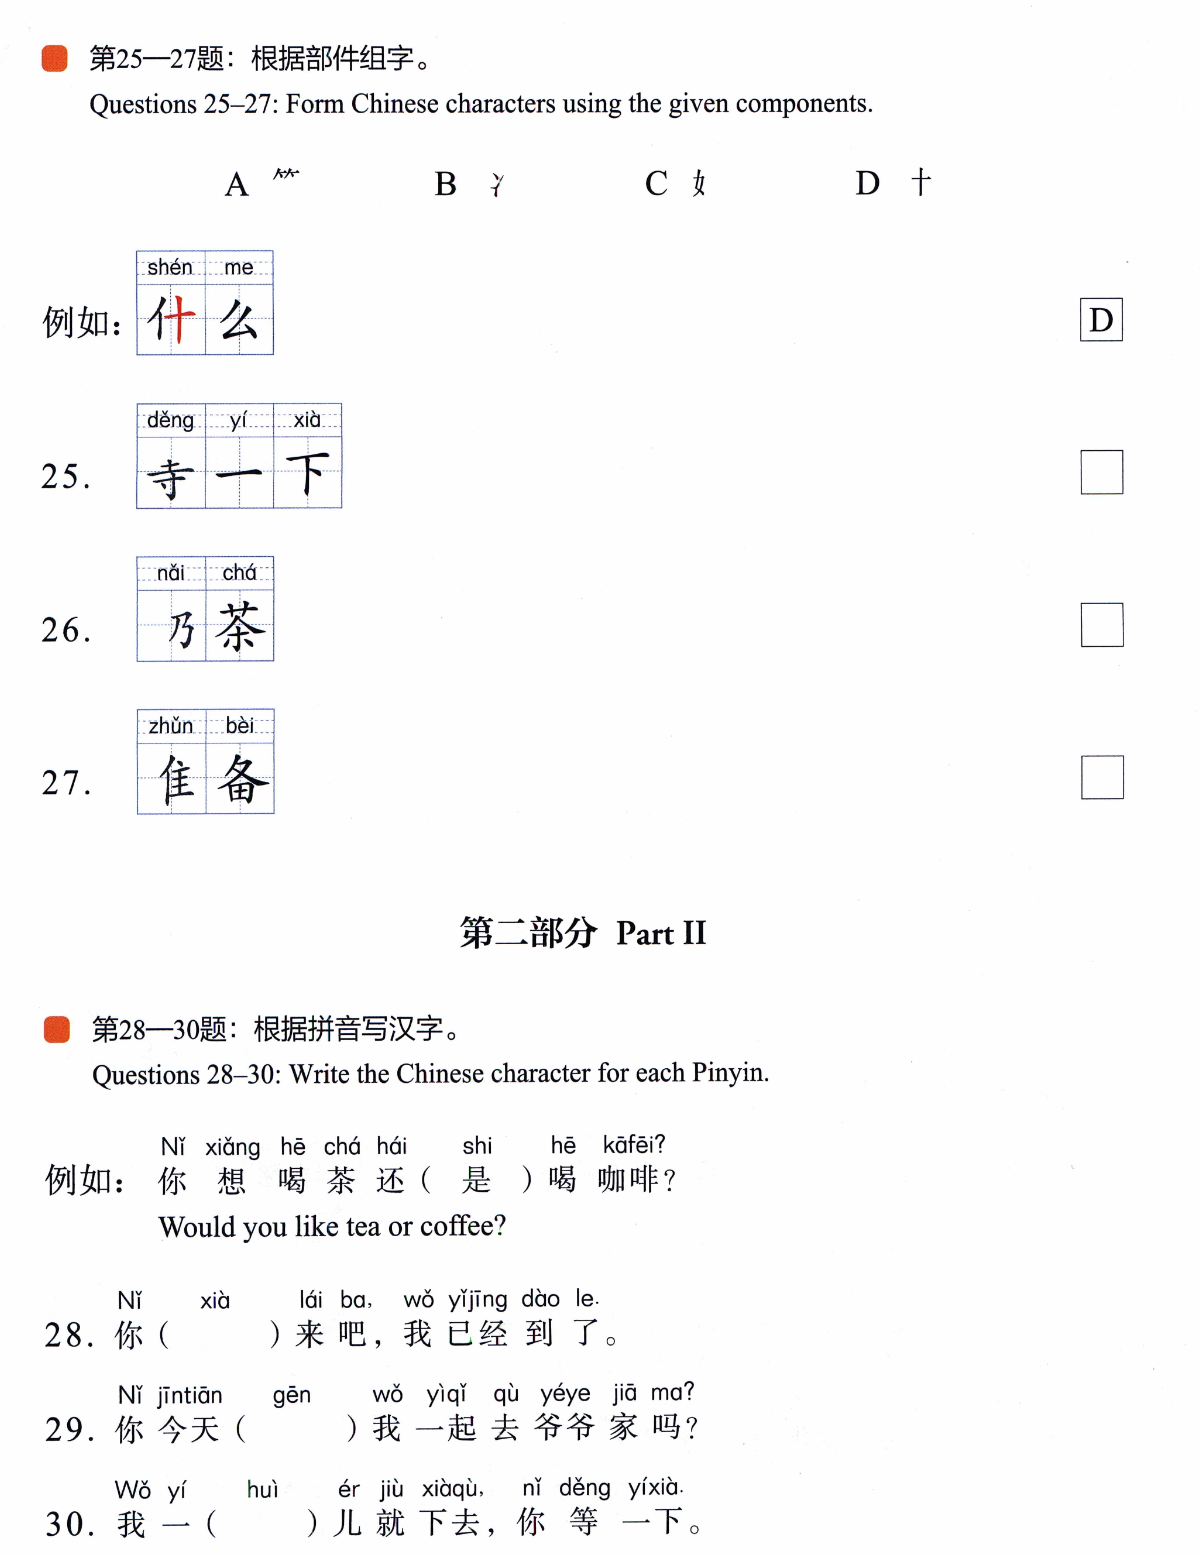 第25—27题：根据部件组字。
Questions 25–27: Form Chinese characters using the given components.
A ⺮ B 冫 C 女 D 十
shén me
例如： 什么 D
děng yí xià
25. 寺一下
nǎi chá
26. 乃茶
zhǔn bèi
27. 隹备
第二部分 Part II
第28—30题：根据拼音写汉字。
Questions 28–30: Write the Chinese character for each Pinyin.
Nǐ xiǎng hē chá hái shi hē kāfēi?
例如：你 想 喝 茶 还（ 是 ）喝 咖啡？
Would you like tea or coffee?
Nǐ xià lái ba, wǒ yǐjīng dào le.
28. 你（ ）来 吧，我 已经 到 了。
Nǐ jīntiān gēn wǒ yìqǐ qù yéye jiā ma?
29. 你 今天（ ）我 一起 去 爷爷 家 吗？
Wǒ yí huì ér jiù xiàqù, nǐ děng yíxià.
30. 我 一（ ）儿 就 下去，你 等 一下。